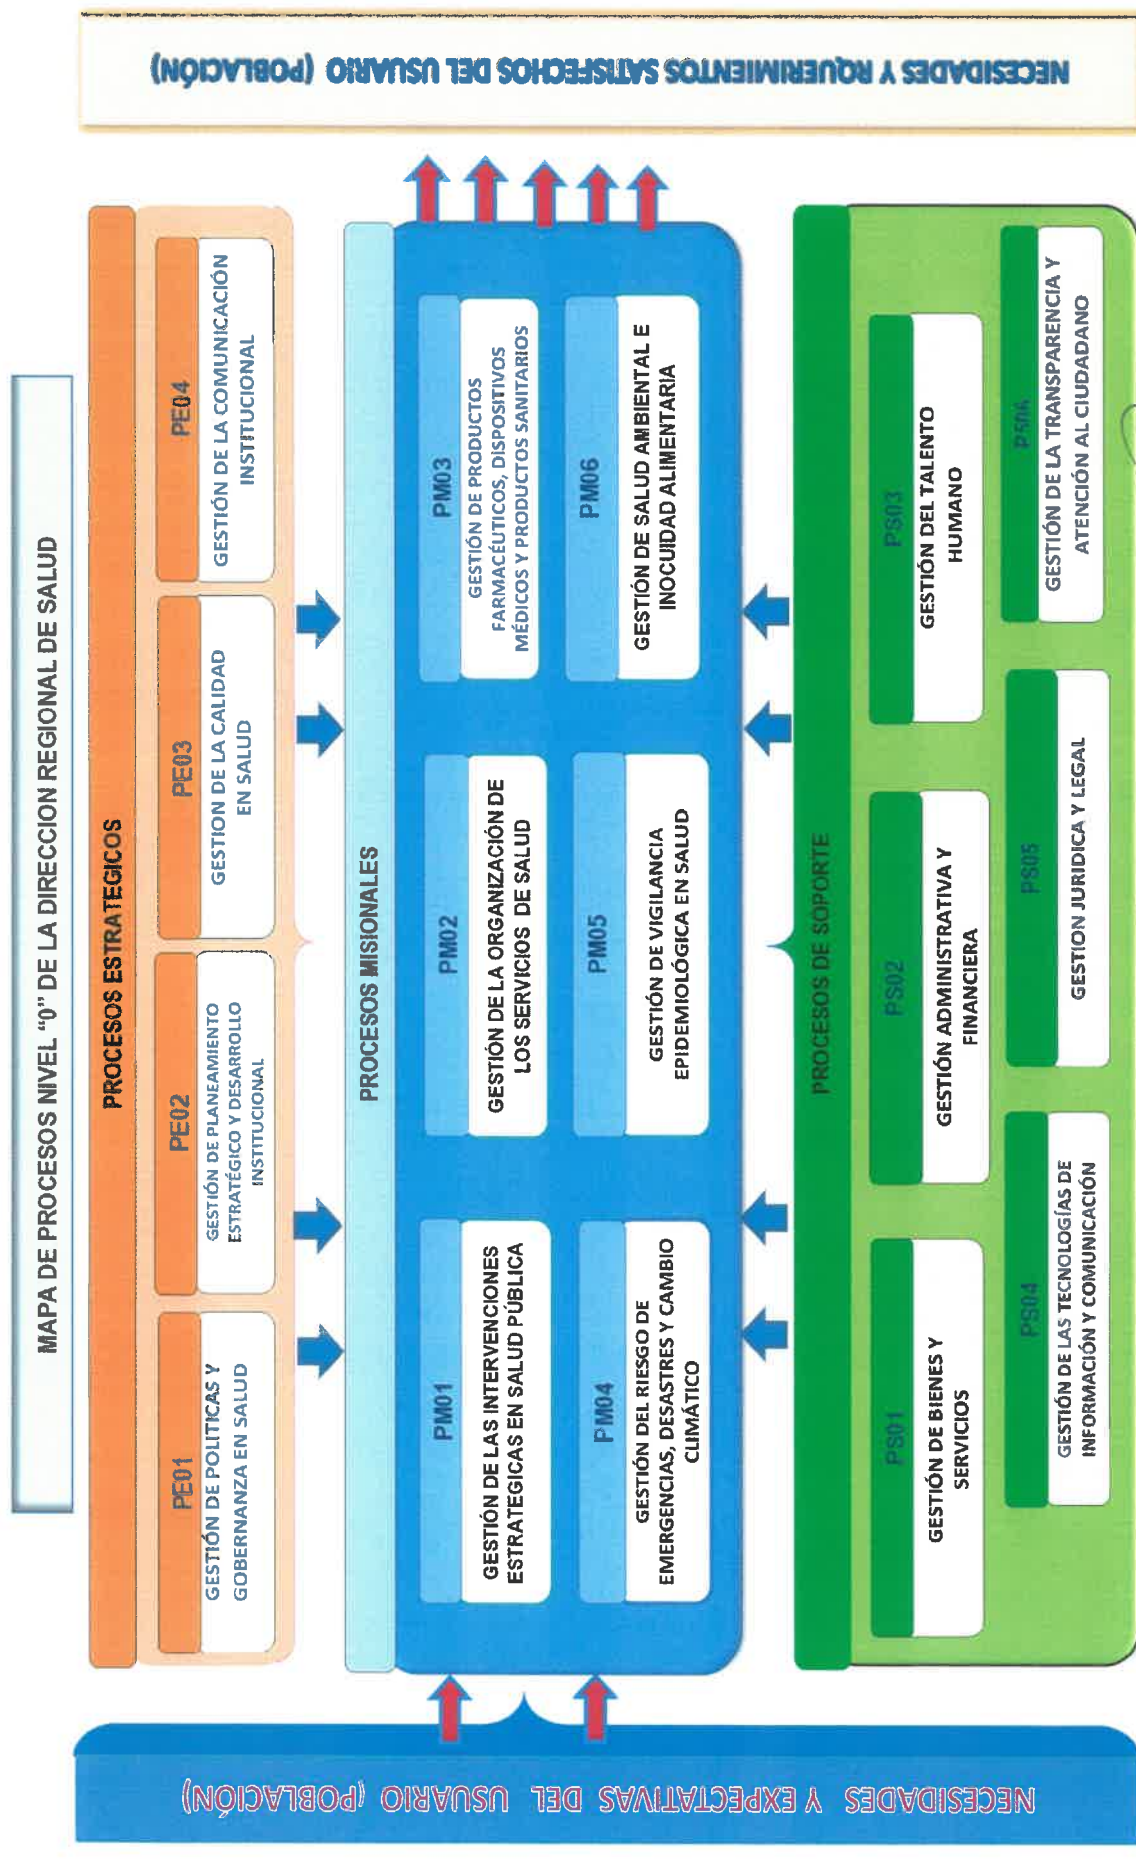 MAPA DE PROCESOS NIVEL “0” DE LA DIRECCION REGIONAL DE SALUD
NECESIDADES Y EXPECTATIVAS DEL USUARIO (POBLACIÓN)
PROCESOS ESTRATEGICOS
PE01
GESTIÓN DE POLITICAS Y
GOBERNANZA EN SALUD
PE02
GESTIÓN DE PLANEAMIENTO
ESTRATÉGICO Y DESARROLLO
INSTITUCIONAL
PE03
GESTION DE LA CALIDAD
EN SALUD
PE04
GESTIÓN DE LA COMUNICACIÓN
INSTITUCIONAL
PROCESOS MISIONALES
PM01
GESTIÓN DE LAS INTERVENCIONES
ESTRATEGICAS EN SALUD PÚBLICA
PM02
GESTIÓN DE LA ORGANIZACIÓN DE
LOS SERVICIOS DE SALUD
PM03
GESTIÓN DE PRODUCTOS
FARMACÉUTICOS, DISPOSITIVOS
MÉDICOS Y PRODUCTOS SANITARIOS
PM04
GESTIÓN DEL RIESGO DE
EMERGENCIAS, DESASTRES Y CAMBIO
CLIMÁTICO
PM05
GESTIÓN DE VIGILANCIA
EPIDEMIOLÓGICA EN SALUD
PM06
GESTIÓN DE SALUD AMBIENTAL E
INOCUIDAD ALIMENTARIA
PROCESOS DE SOPORTE
PS01
GESTIÓN DE BIENES Y
SERVICIOS
PS02
GESTIÓN ADMINISTRATIVA Y
FINANCIERA
PS03
GESTIÓN DEL TALENTO
HUMANO
PS04
GESTIÓN DE LAS TECNOLOGÍAS DE
INFORMACIÓN Y COMUNICACIÓN
PS05
GESTION JURIDICA Y LEGAL
PS06
GESTIÓN DE LA TRANSPARENCIA Y
ATENCIÓN AL CIUDADANO
NECESIDADES Y RQUERIMIENTOS SATISFECHOS DEL USUARIO (POBLACIÓN)